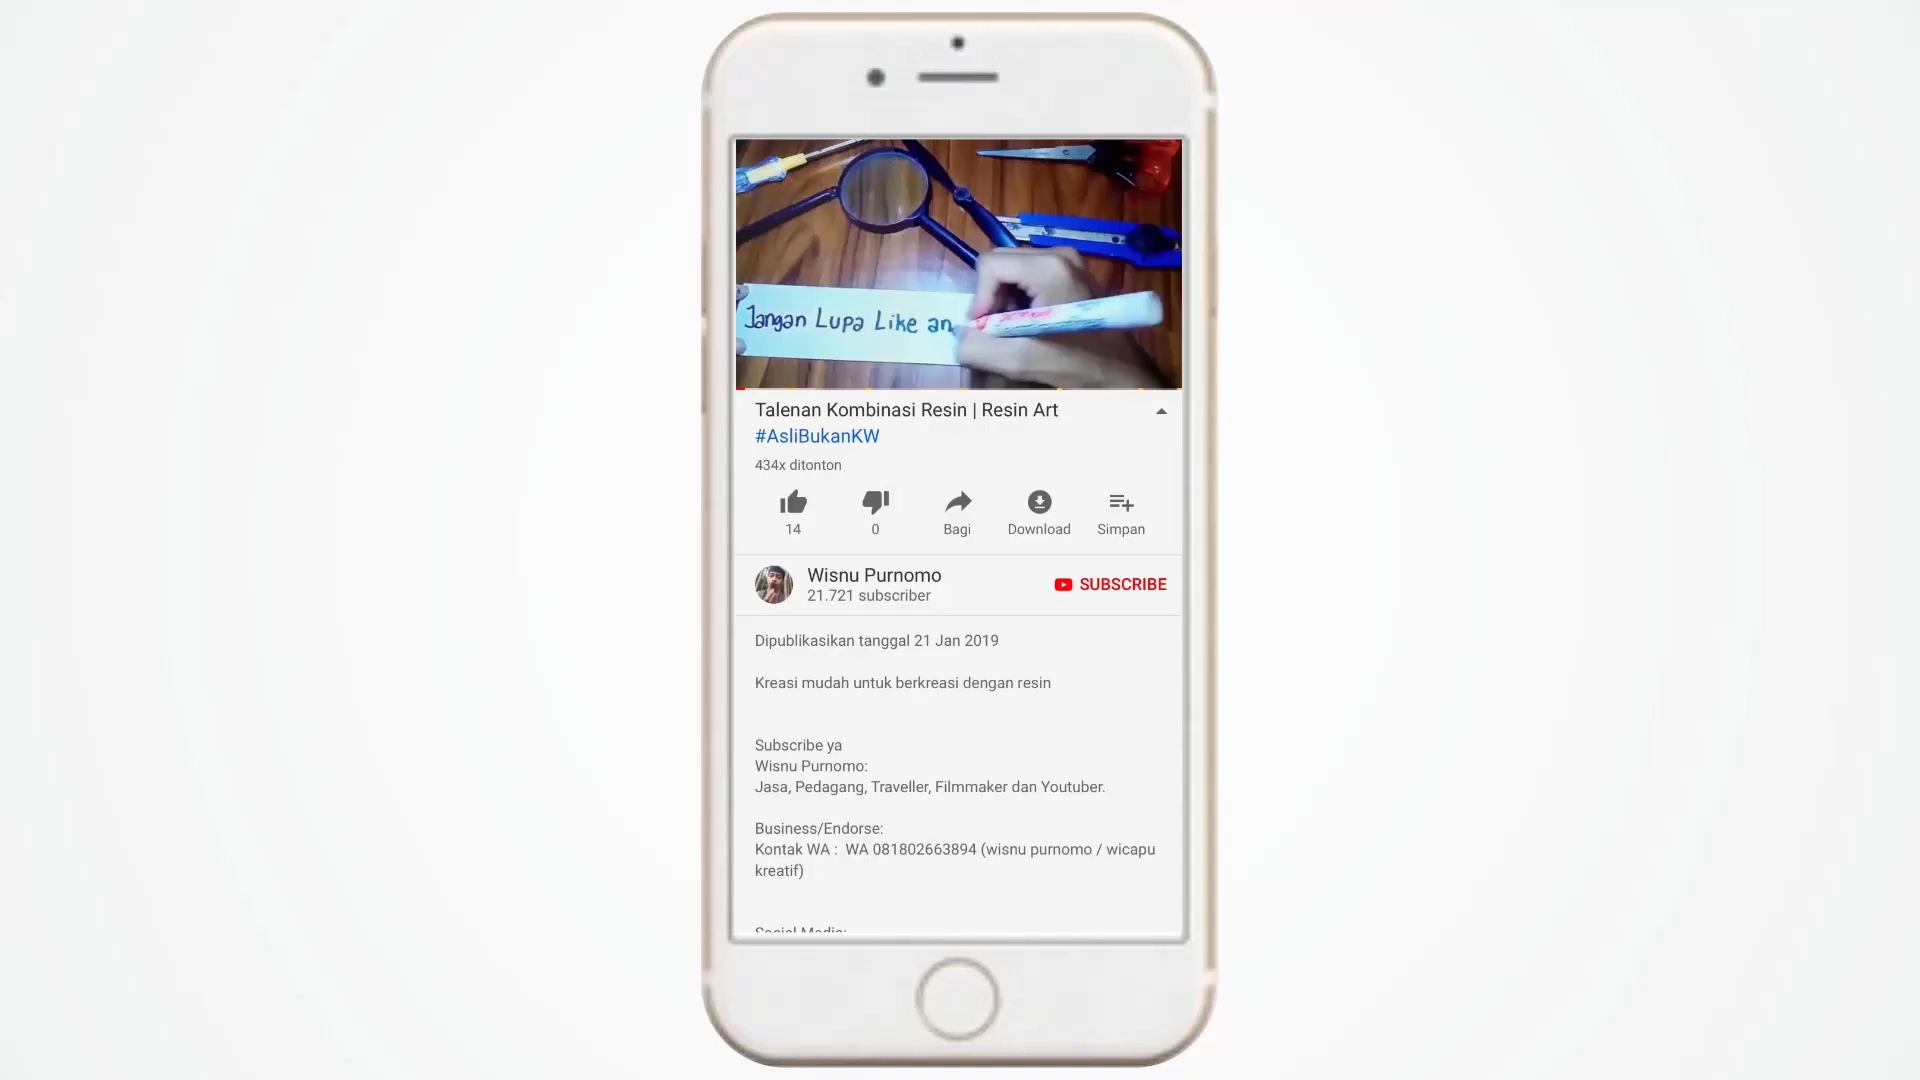 Jangan Lupa Like an
Talenan Kombinasi Resin | Resin Art
#AsliBukanKW
434x ditonton
14
0
Bagi
Download
Simpan
Wisnu Purnomo
21.721 subscriber
SUBSCRIBE
Dipublikasikan tanggal 21 Jan 2019
Kreasi mudah untuk berkreasi dengan resin
Subscribe ya
Wisnu Purnomo:
Jasa, Pedagang, Traveller, Filmmaker dan Youtuber.
Business/Endorse:
Kontak WA :  WA 081802663894 (wisnu purnomo / wicapu
kreatif)
Social Media: